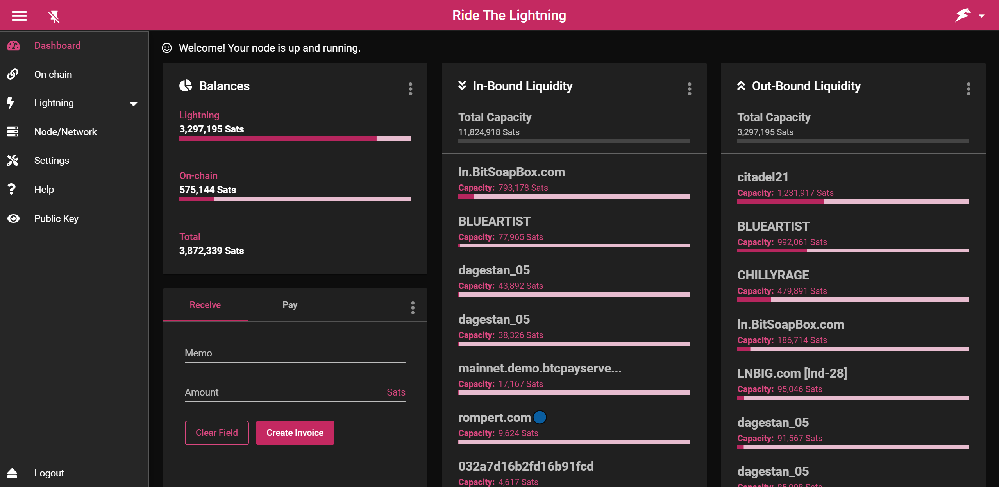 Ride The Lightning
Dashboard
On-chain
Lightning
Node/Network
Settings
Help
Public Key
Logout
Welcome! Your node is up and running.
Balances
Lightning
3,297,195 Sats
On-chain
575,144 Sats
Total
3,872,339 Sats
Receive Pay
Memo
Amount Sats
Clear Field Create Invoice
In-Bound Liquidity
Total Capacity
11,824,918 Sats
ln.BitSoapBox.com
Capacity: 793,178 Sats
BLUEARTIST
Capacity: 77,965 Sats
dagestan_05
Capacity: 43,892 Sats
dagestan_05
Capacity: 38,326 Sats
mainnet.demo.btcpayserve...
Capacity: 17,167 Sats
rompert.com🔵
Capacity: 9,624 Sats
032a7d16b2fd16b91fcd
Capacity: 4,617 Sats
Out-Bound Liquidity
Total Capacity
3,297,195 Sats
citadel21
Capacity: 1,231,917 Sats
BLUEARTIST
Capacity: 992,061 Sats
CHILLYRAGE
Capacity: 479,891 Sats
ln.BitSoapBox.com
Capacity: 186,714 Sats
LNBIG.com [lnd-28]
Capacity: 95,046 Sats
dagestan_05
Capacity: 91,567 Sats
dagestan_05
Capacity: Sats